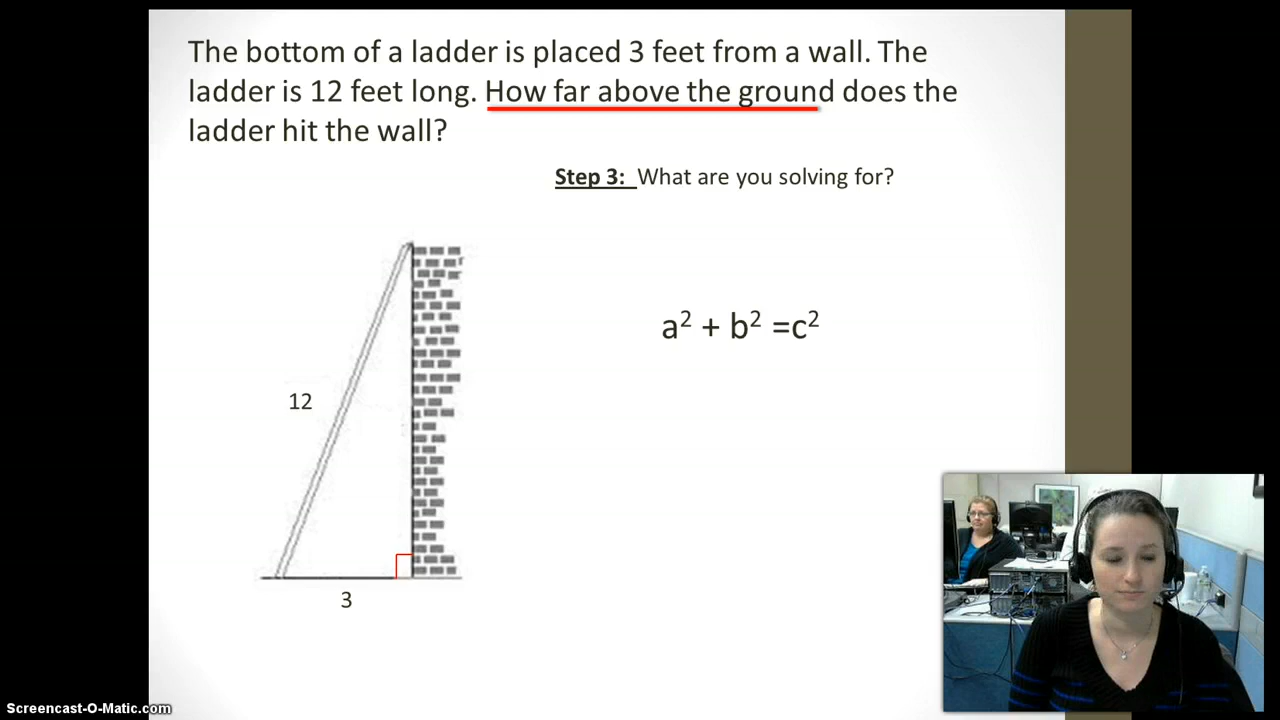 The bottom of a ladder is placed 3 feet from a wall. The
ladder is 12 feet long. How far above the ground does the
ladder hit the wall?
Step 3: What are you solving for?
a² + b² =c²
12
3
Screencast-O-Matic.com